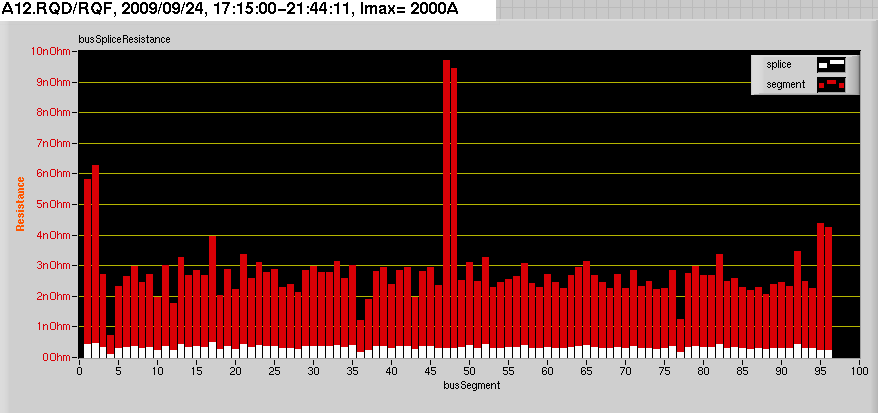 A12.RQD/RQF, 2009/09/24, 17:15:00-21:44:11, Imax= 2000A
busSpliceResistance
splice
segment
10nOhm
9nOhm
8nOhm
7nOhm
6nOhm
5nOhm
4nOhm
3nOhm
2nOhm
1nOhm
0Ohm
Resistance
0 5 10 15 20 25 30 35 40 45 50 55 60 65 70 75 80 85 90 95 100
busSegment